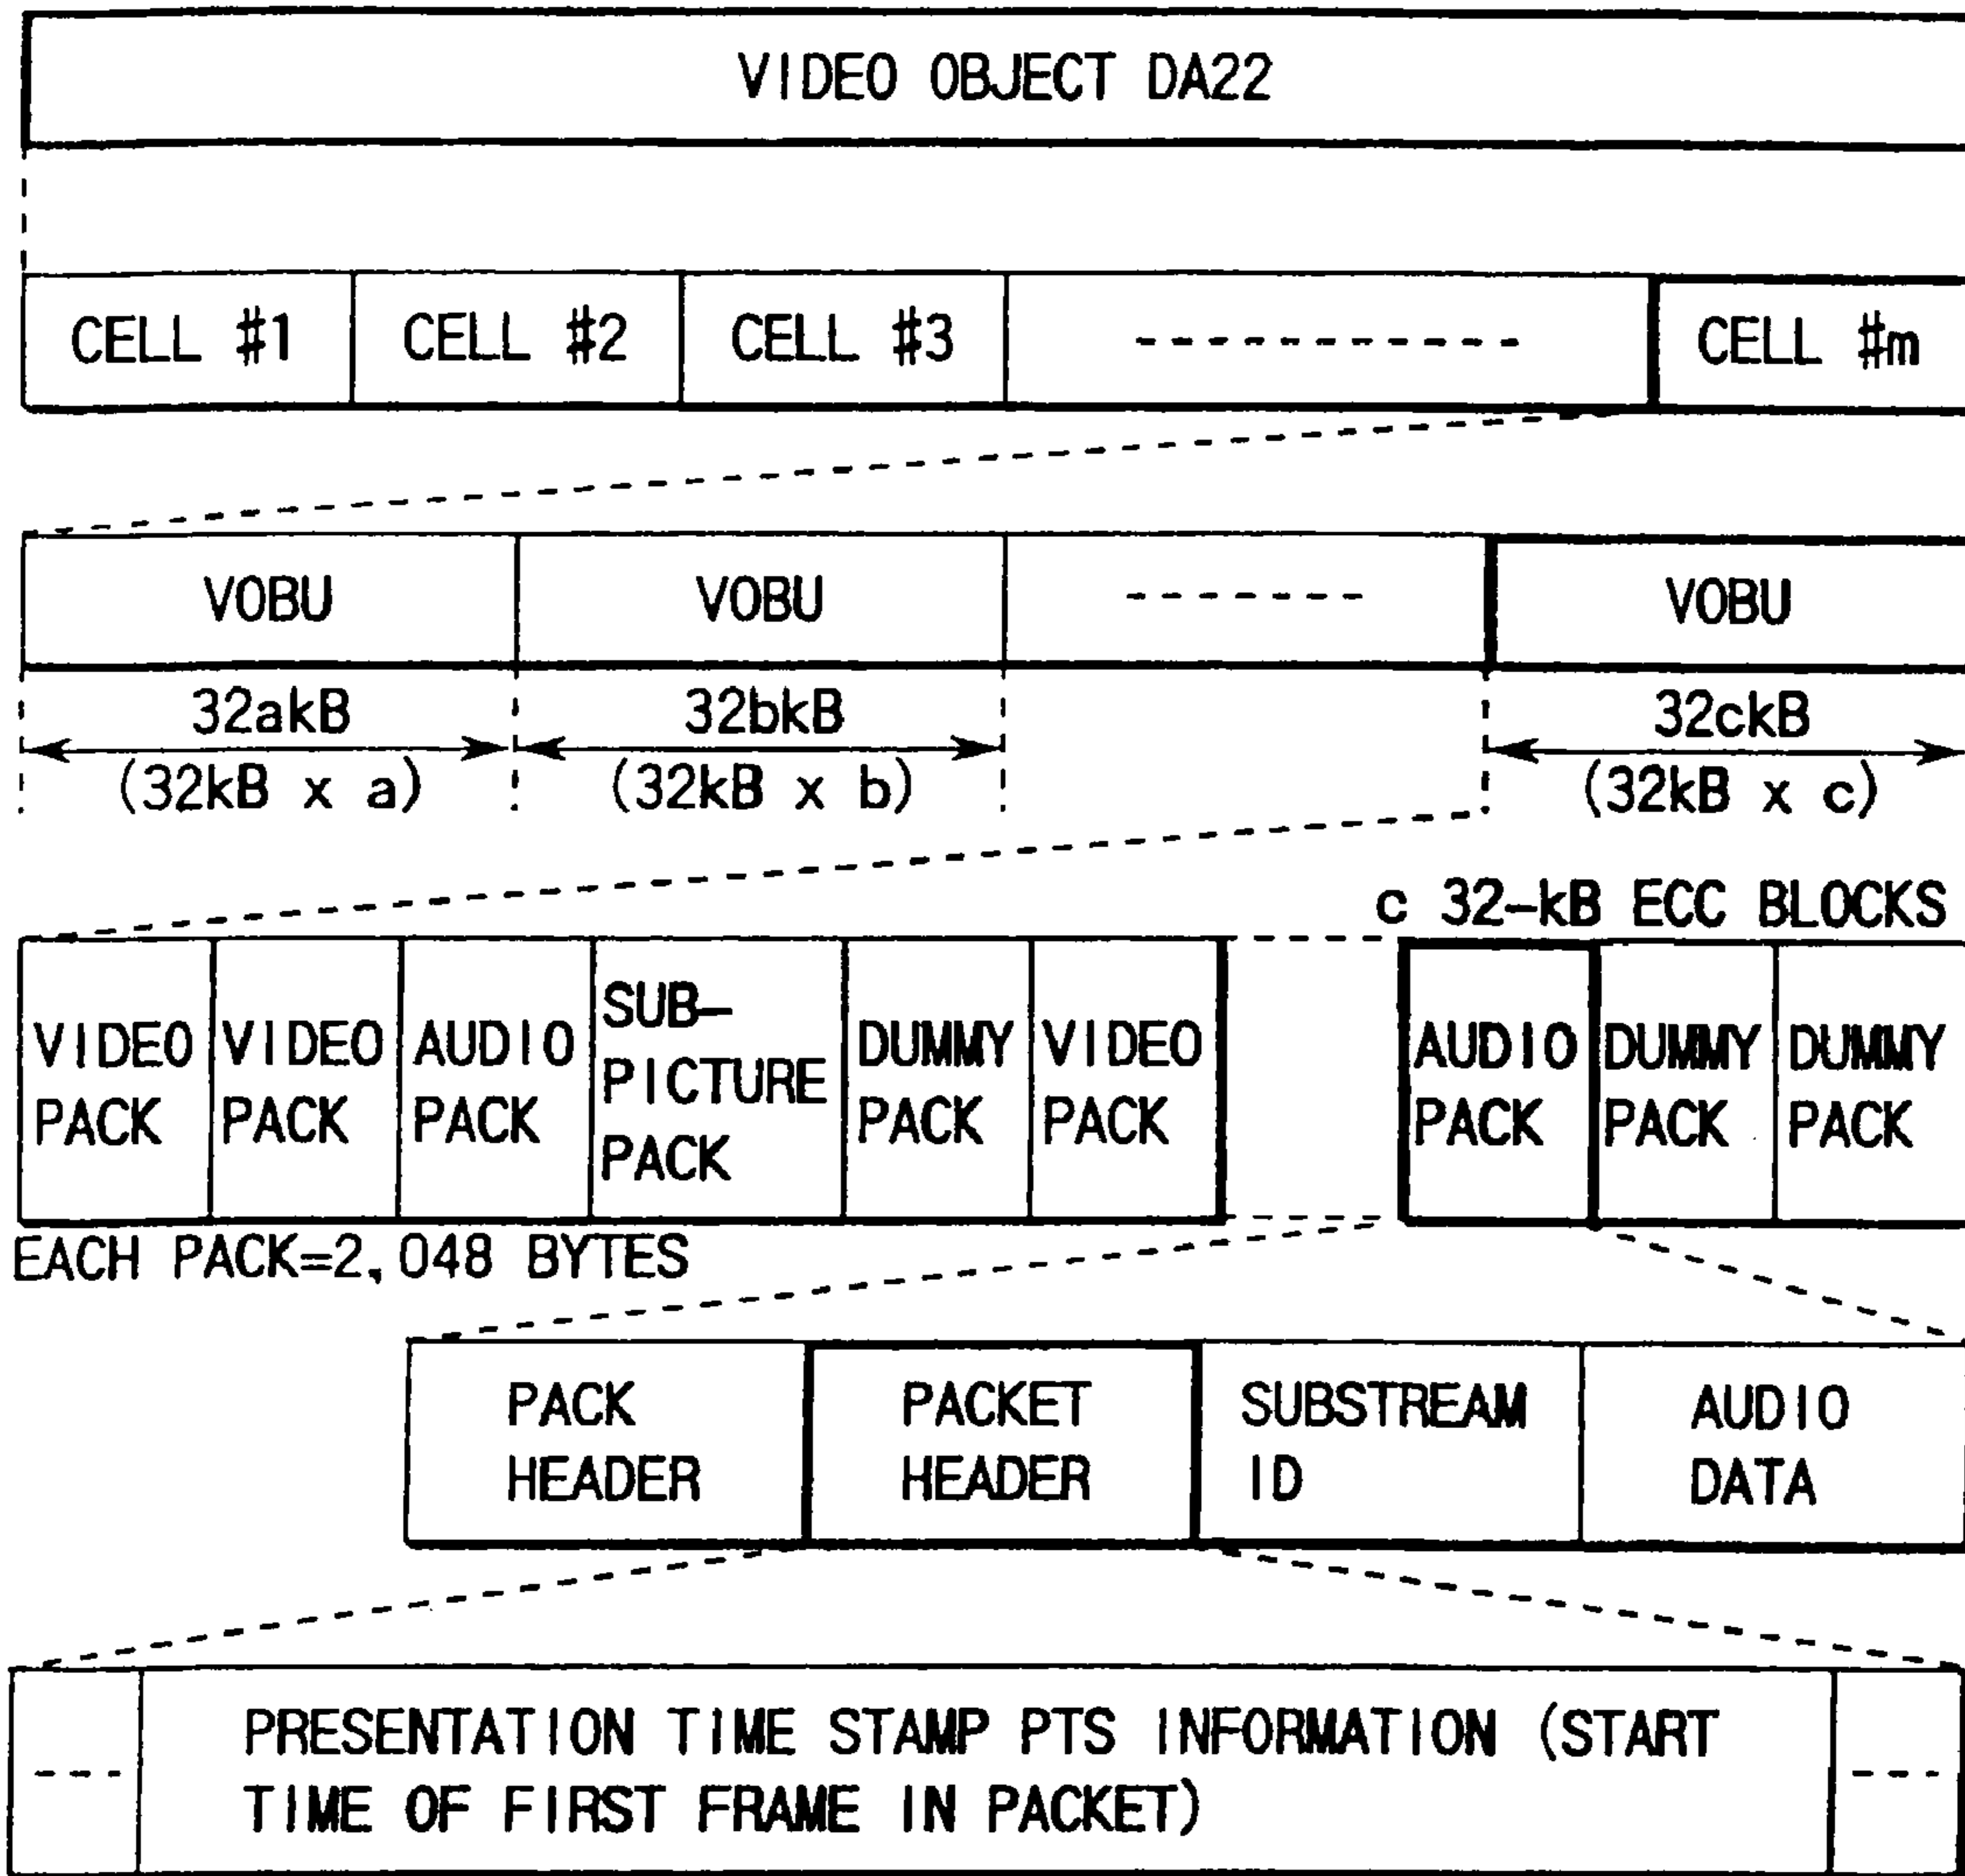 VIDEO OBJECT DA22
CELL #1 CELL #2 CELL #3 ------------ CELL #m
VOBU VOBU ------- VOBU
32akB 32bkB 32ckB
(32kB x a) (32kB x b) (32kB x c)
c 32-kB ECC BLOCKS
VIDEO PACK
VIDEO PACK
AUDIO PACK
SUB-
PICTURE
PACK
DUMMY PACK
VIDEO PACK
AUDIO PACK
DUMMY PACK
DUMMY PACK
EACH PACK=2,048 BYTES
PACK
HEADER
PACKET
HEADER
SUBSTREAM
ID
AUDIO
DATA
--- PRESENTATION TIME STAMP PTS INFORMATION (START ---
TIME OF FIRST FRAME IN PACKET)